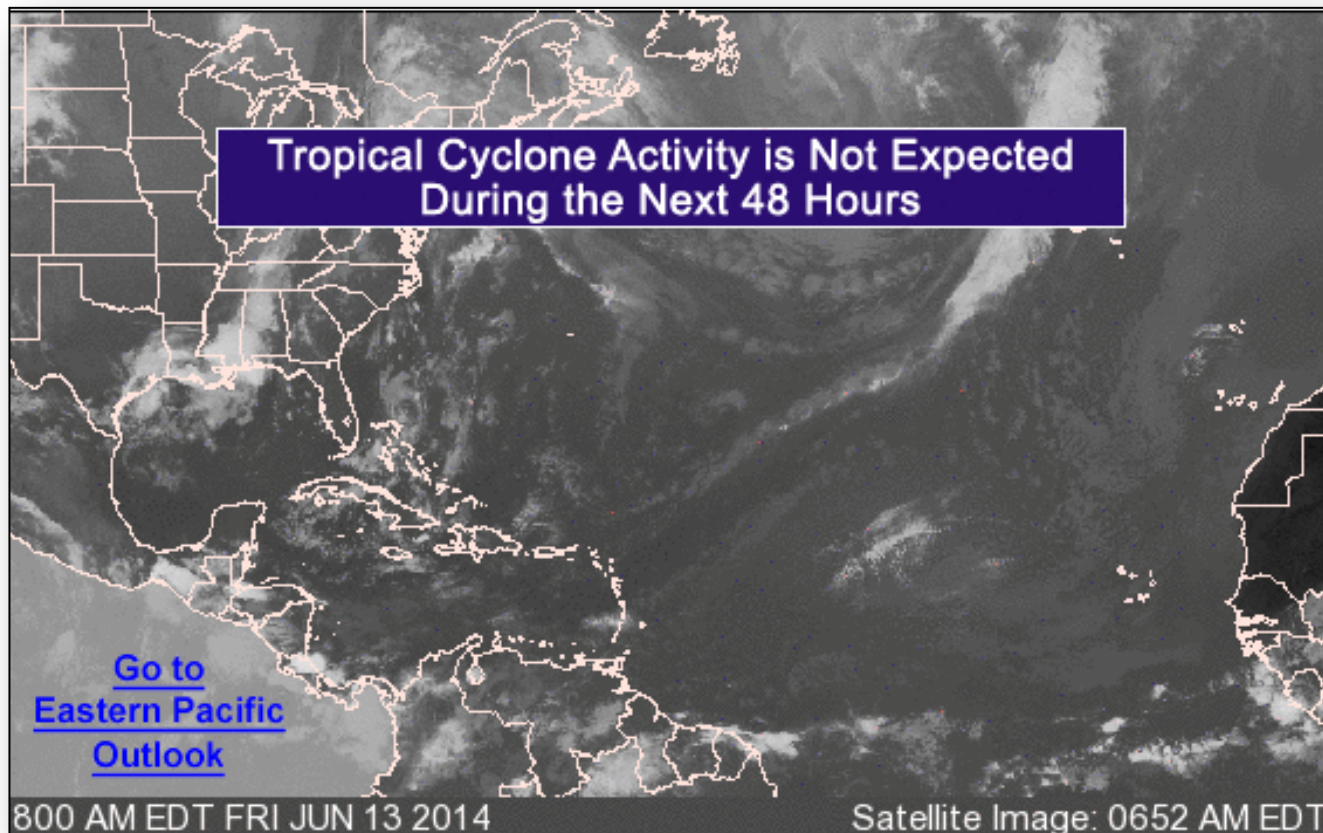 Tropical Cyclone Activity is Not Expected
During the Next 48 Hours
Go to
Eastern Pacific
Outlook
800 AM EDT FRI JUN 13 2014
Satellite Image: 0652 AM EDT